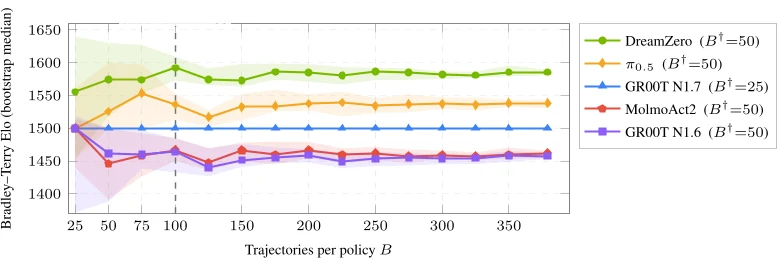 Bradley–Terry Elo (bootstrap median)
1650
1600
1550
1500
1450
1400
25 50 75 100 150 200 250 300 350
Trajectories per policy B
DreamZero (B†=50)
π0.5 (B†=50)
GR00T N1.7 (B†=25)
MolmoAct2 (B†=50)
GR00T N1.6 (B†=50)